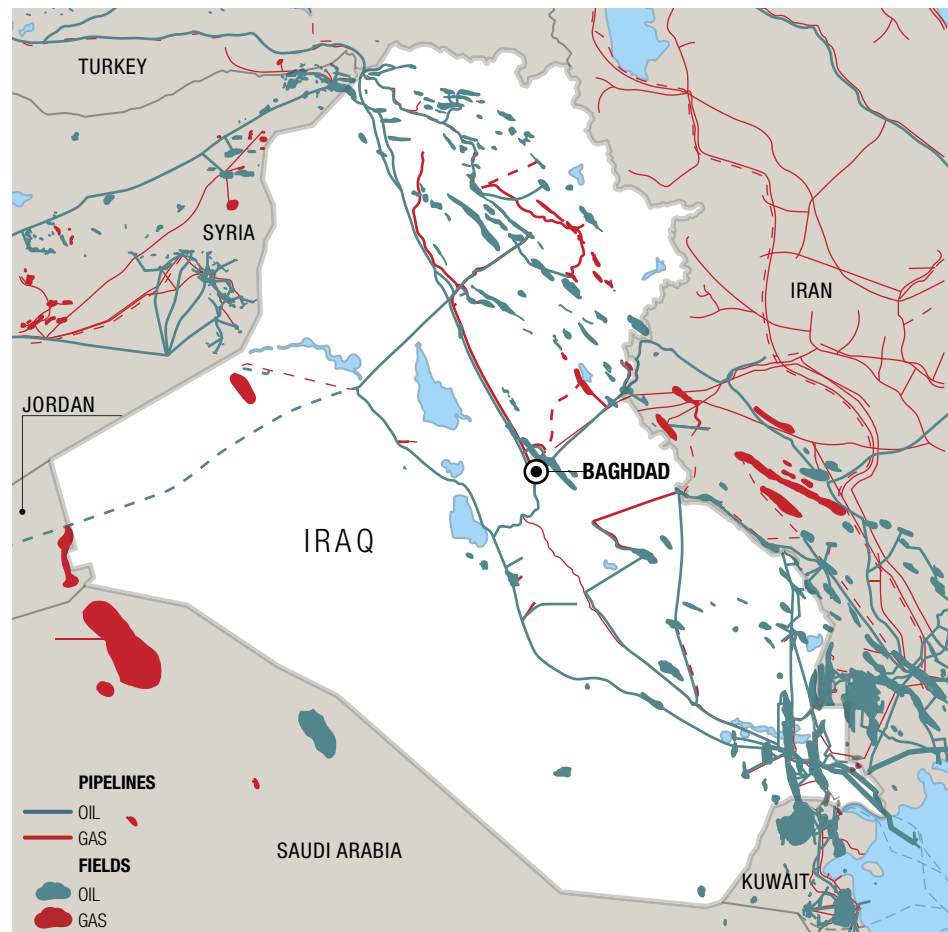 TURKEY
SYRIA
IRAN
JORDAN
BAGHDAD
IRAQ
PIPELINES
OIL
GAS
FIELDS
OIL
GAS
SAUDI ARABIA
KUWAIT